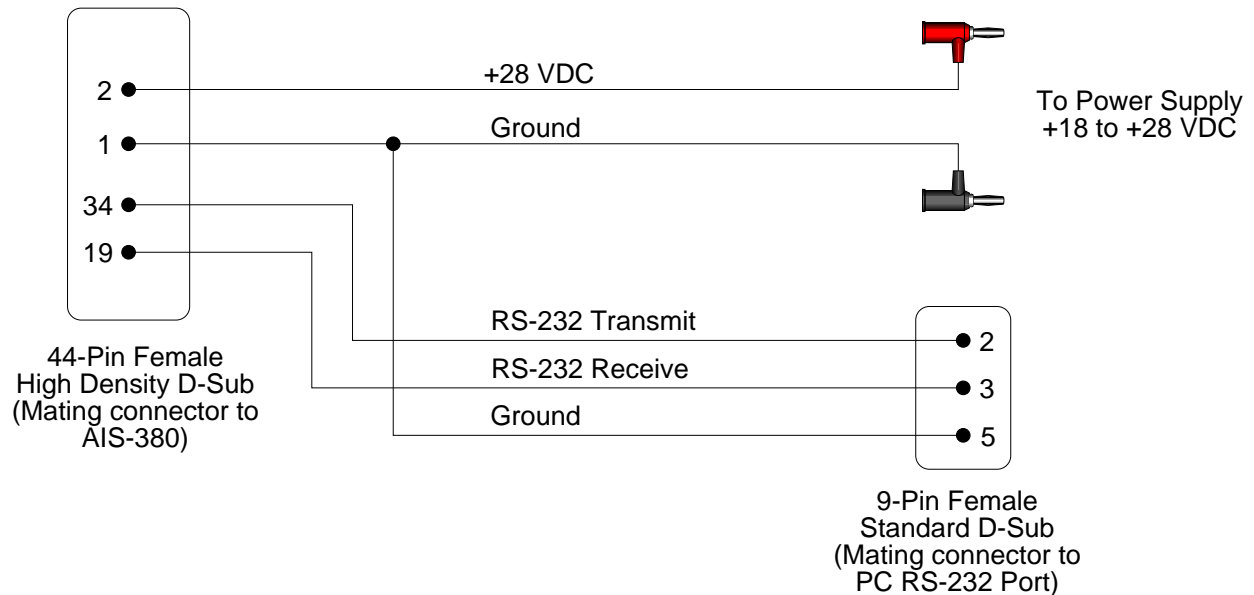 +28 VDC
2
Ground
1
To Power Supply
+18 to +28 VDC
34
19
RS-232 Transmit
2
RS-232 Receive
3
Ground
5
44-Pin Female
High Density D-Sub
(Mating connector to
AIS-380)
9-Pin Female
Standard D-Sub
(Mating connector to
PC RS-232 Port)